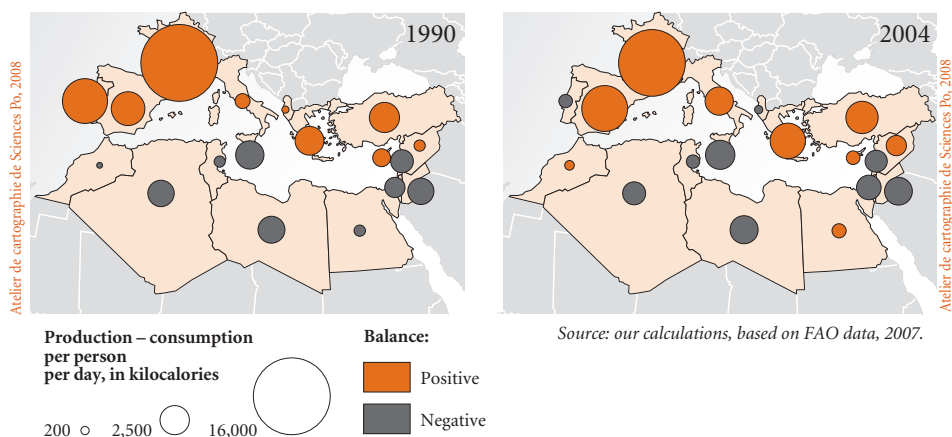 1990
2004
Atelier de cartographie de Sciences Po, 2008
Atelier de cartographie de Sciences Po, 2008
Production – consumption
per person
per day, in kilocalories
200 2,500 16,000
Balance:
Positive
Negative
Source: our calculations, based on FAO data, 2007.